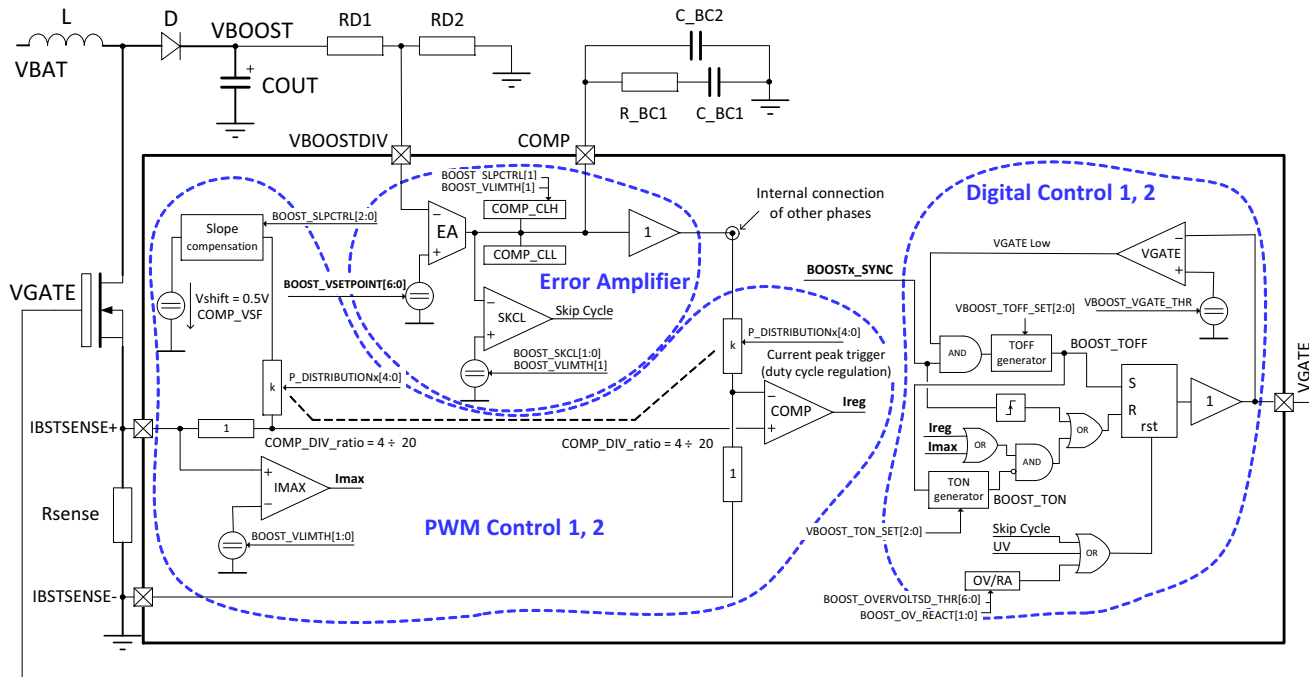 L
D
VBOOST
RD1
RD2
C_BC2
VBAT
+
COUT
R_BC1
C_BC1
VBOOSTDIV
COMP
BOOST_SLPCTRL[1]
BOOST_VLIMTH[1]
Internal connection
of other phases
Digital Control 1, 2
BOOST_SLPCTRL[2:0]
Slope
compensation
COMP_CLH
−
EA
+
1
COMP_CLL
Error Amplifier
VGATE Low
−
VGATE
+
BOOSTx_SYNC
VGATE
Vshift = 0.5V
COMP_VSF
BOOST_VSETPOINT[6:0]
−
SKCL
+
Skip Cycle
VBOOST_VGATE_THR
VBOOST_TOFF_SET[2:0]
k
P_DISTRIBUTIONx[4:0]
Current peak trigger
(duty cycle regulation)
AND
TOFF
generator
BOOST_TOFF
BOOST_SKCL[1:0]
BOOST_VLIMTH[1]
k
P_DISTRIBUTIONx[4:0]
−
COMP
+
Ireg
S
R
rst
1
VGATE
IBSTSENSE+
1
COMP_DIV_ratio = 4 ÷ 20
COMP_DIV_ratio = 4 ÷ 20
Ireg
Imax
OR
AND
OR
+
IMAX
−
Imax
1
TON
generator
BOOST_TON
Rsense
PWM Control 1, 2
VBOOST_TON_SET[2:0]
BOOST_VLIMTH[1:0]
Skip Cycle
UV
OR
OV/RA
IBSTSENSE-
BOOST_OVERVOLTSD_THR[6:0]
BOOST_OV_REACT[1:0]